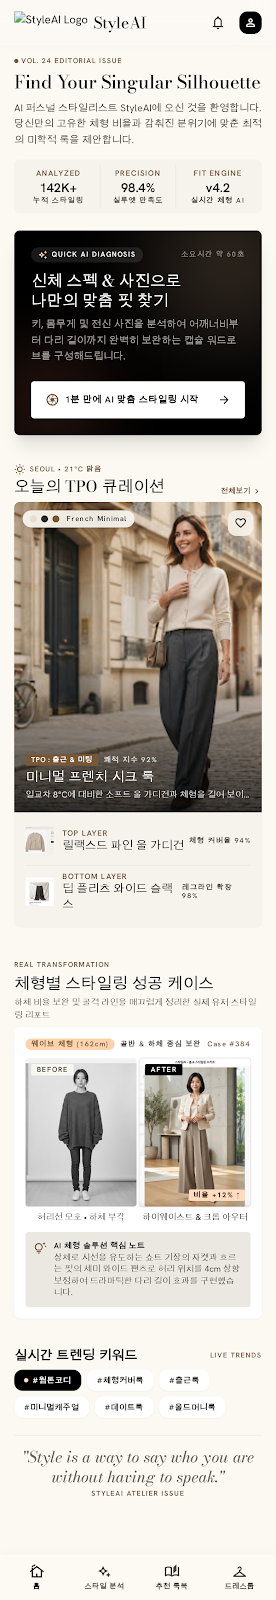 StyleAI Logo StyleAI
VOL. 24 EDITORIAL ISSUE
Find Your Singular Silhouette
AI 퍼스널 스타일리스트 StyleAI에 오신 것을 환영합니다.
당신만의 고유한 체형 비율과 감춰진 분위기에 맞춘 최적
의 미학적 룩을 제안합니다.
ANALYZED
142K+
누적 스타일링
PRECISION
98.4%
실루엣 만족도
FIT ENGINE
v4.2
실시간 체형 AI
QUICK AI DIAGNOSIS
소요시간 약 60초
신체 스펙 & 사진으로
나만의 맞춤 핏 찾기
키, 몸무게 및 전신 사진을 분석하여 어깨너비부
터 다리 길이까지 완벽히 보완하는 캡슐 워드로
브를 구성해드립니다.
1분 만에 AI 맞춤 스타일링 시작
SEOUL • 21°C 맑음
오늘의 TPO 큐레이션
전체보기
French Minimal
TPO : 출근 & 미팅
쾌적 지수 92%
미니멀 프렌치 시크 룩
일교차 8°C에 대비한 소프트 울 가디건과 체형을 길어 보이...
TOP LAYER
릴랙스드 파인 울 가디건
체형 커버율 94%
BOTTOM LAYER
딥 플리츠 와이드 슬랙
스
레그라인 확장
98%
REAL TRANSFORMATION
체형별 스타일링 성공 케이스
하체 비율 보완 및 골격 라인을 매끄럽게 정리한 실제 유저 스타일
링 리포트
웨이브 체형 (162cm)
골반 & 하체 중심 보완
Case #384
BEFORE
AFTER
비율 +12% ↑
허리선 모호 • 하체 부각
하이웨이스트 & 크롭 아우터
AI 체형 솔루션 핵심 노트
상체로 시선을 유도하는 쇼트 기장의 자켓과 흐르
는 핏의 세미 와이드 팬츠로 허리 위치를 4cm 상향
보정하여 드라마틱한 다리 길이 효과를 구현했습
니다.
실시간 트렌딩 키워드
LIVE TRENDS
#웜톤코디
#체형커버룩
#출근룩
#미니멀캐주얼
#데이트룩
#올드머니룩
"Style is a way to say who you are
without having to speak."
STYLEAI ATELIER ISSUE
홈
스타일 분석
추천 룩북
드레스룸